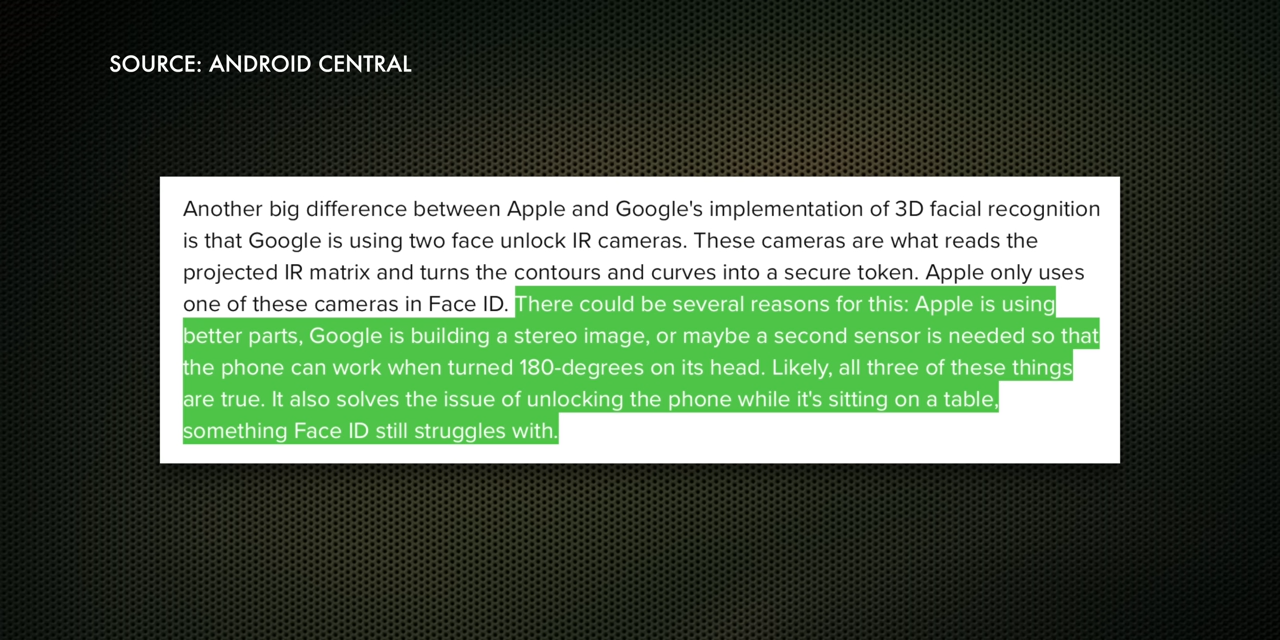 SOURCE: ANDROID CENTRAL
Another big difference between Apple and Google's implementation of 3D facial recognition
is that Google is using two face unlock IR cameras. These cameras are what reads the
projected IR matrix and turns the contours and curves into a secure token. Apple only uses
one of these cameras in Face ID. There could be several reasons for this: Apple is using
better parts, Google is building a stereo image, or maybe a second sensor is needed so that
the phone can work when turned 180-degrees on its head. Likely, all three of these things
are true. It also solves the issue of unlocking the phone while it's sitting on a table,
something Face ID still struggles with.